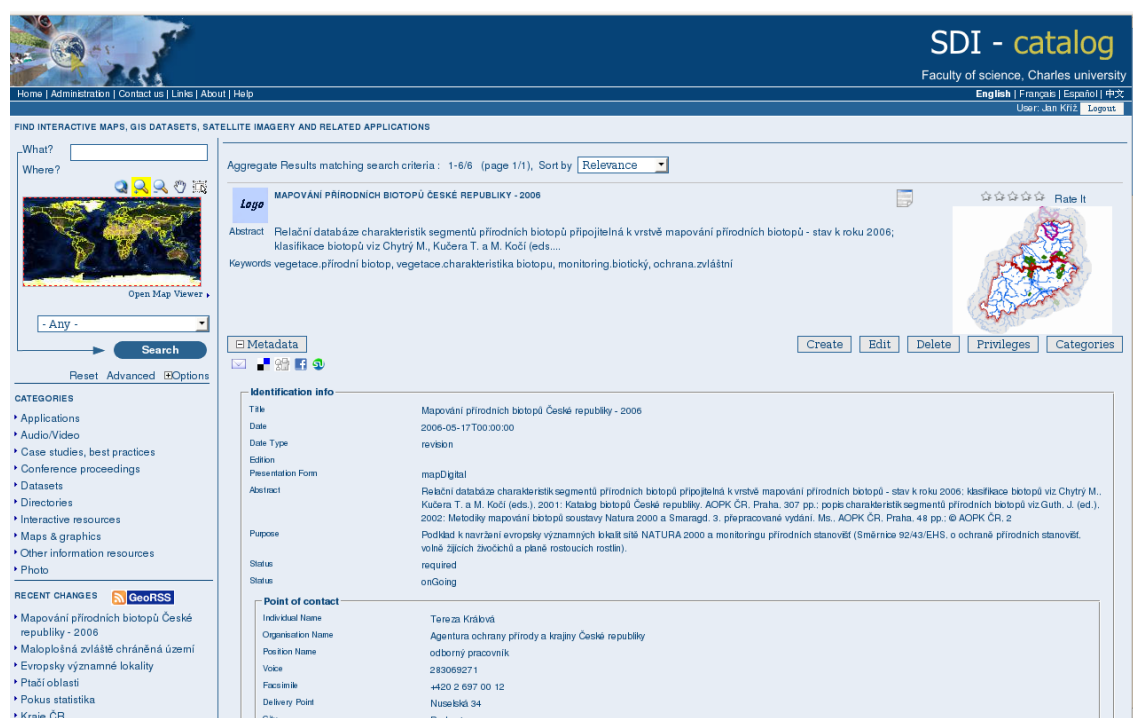 SDI - catalog
Faculty of science, Charles university
Home | Administration | Contact us | Links | About | Help
English | Français | Español | 中文
User: Jan Kříž Logout
FIND INTERACTIVE MAPS, GIS DATASETS, SATELLITE IMAGERY AND RELATED APPLICATIONS
What?
Where?
Open Map Viewer
- Any -
Search
Reset Advanced Options
CATEGORIES
Applications
Audio/Video
Case studies, best practices
Conference proceedings
Datasets
Directories
Interactive resources
Maps & graphics
Other information resources
Photo
RECENT CHANGES GeoRSS
Mapování přírodních biotopů České
republiky - 2006
Maloplošná zvláště chráněná území
Evropsky významné lokality
Ptačí oblasti
Pokus statistika
Kraje ČR
Aggregate Results matching search criteria : 1-6/6 (page 1/1), Sort by Relevance
Logo
MAPOVÁNÍ PŘÍRODNÍCH BIOTOPŮ ČESKÉ REPUBLIKY - 2006
Rate It
Abstract Relační databáze charakteristik segmentů přírodních biotopů připojitelná k vrstvě mapování přírodních biotopů - stav k roku 2006;
klasifikace biotopů viz Chytrý M., Kučera T. a M. Kočí (eds....
Keywords vegetace.přírodní biotop, vegetace.charakteristika biotopu, monitoring.biotický, ochrana.zvláštní
Metadata
Create Edit Delete Privileges Categories
Identification info
Title Mapování přírodních biotopů České republiky - 2006
Date 2006-05-17T00:00:00
Date Type revision
Edition
Presentation Form mapDigital
Abstract Relační databáze charakteristik segmentů přírodních biotopů připojitelná k vrstvě mapování přírodních biotopů - stav k roku 2006; klasifikace biotopů viz Chytrý M.,
Kučera T. a M. Kočí (eds.), 2001: Katalog biotopů České republiky. AOPK ČR, Praha. 307 pp.; popis charakteristik segmentů přírodních biotopů viz Guth. J. (ed.).
2002: Metodiky mapování biotopů soustavy Natura 2000 a Smaragd. 3. přepracované vydání. Ms., AOPK ČR. Praha. 48 pp.; © AOPK ČR, 2
Purpose Podklad k navržení evropsky významných lokalit sítě NATURA 2000 a monitoringu přírodních stanovišť (Směrnice 92/43/EHS. o ochraně přírodních stanovišť,
volně žijících živočichů a planě rostoucích rostlin).
Status required
Status onGoing
Point of contact
Individual Name Tereza Králová
Organisation Name Agentura ochrany přírody a krajiny České republiky
Position Name odborný pracovník
Voice 283069271
Facsimile +420 2 697 00 12
Delivery Point Nuselská 34